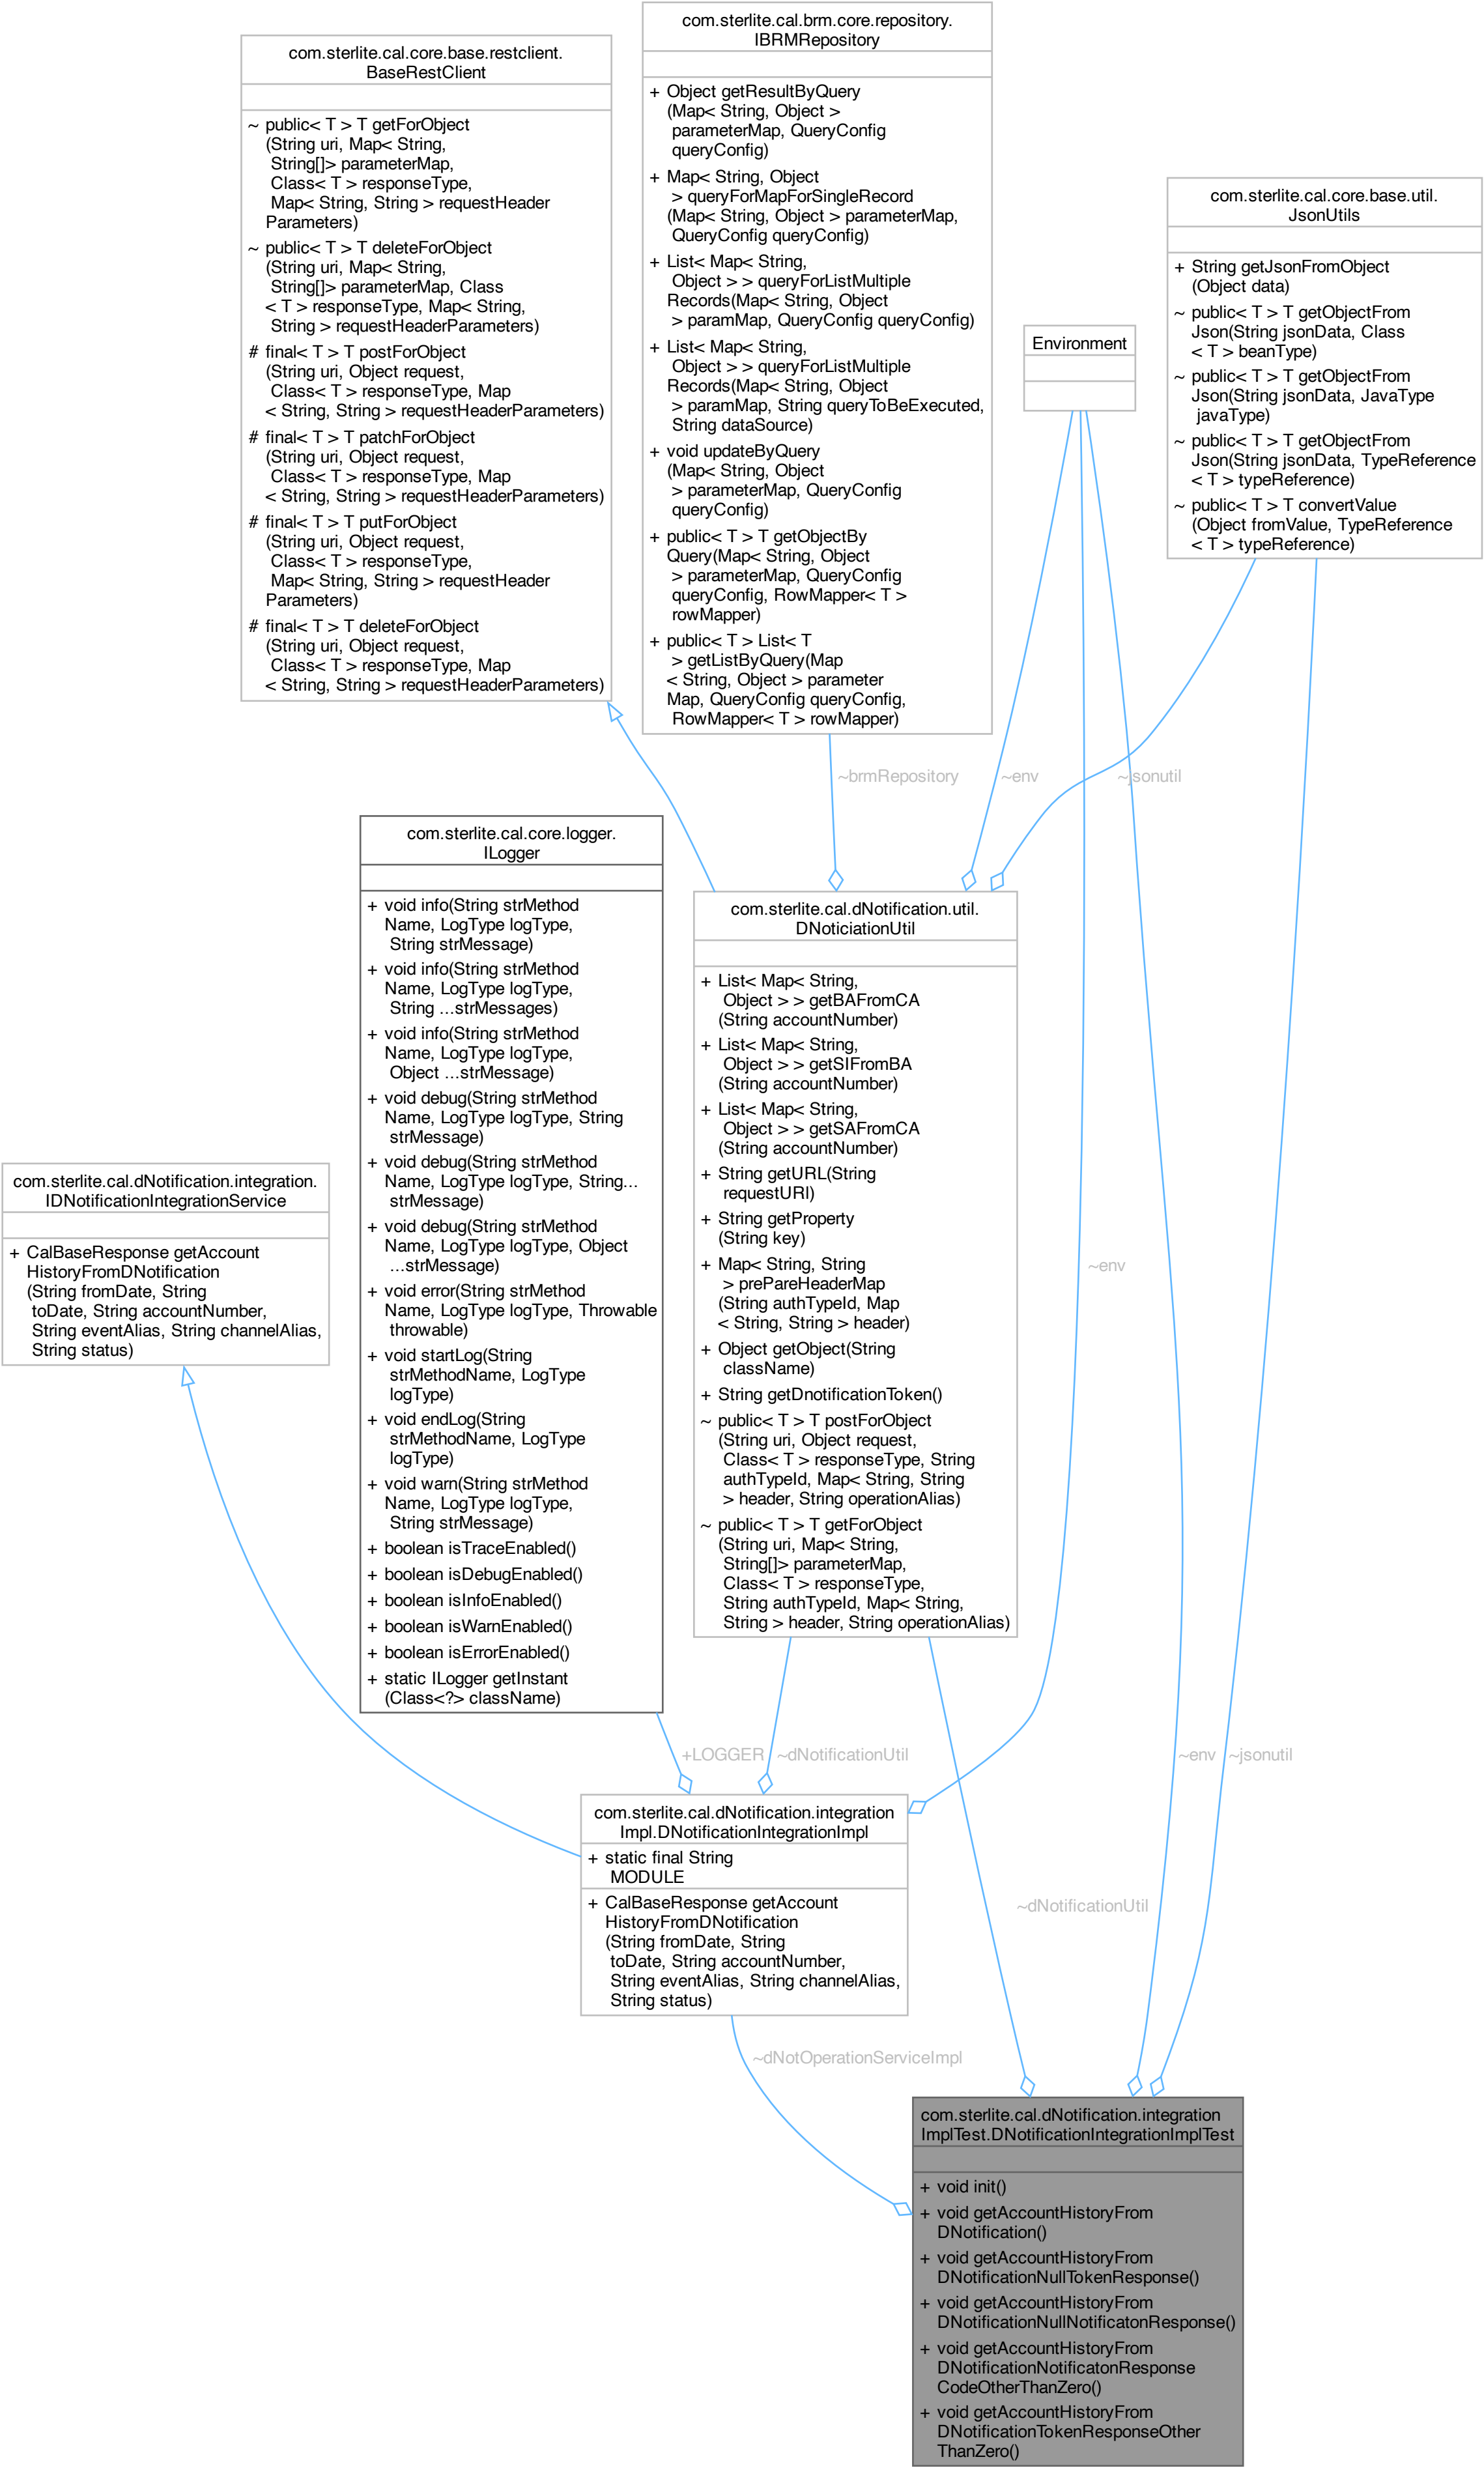 com.sterlite.cal.brm.core.repository.
IBRMRepository
+ Object getResultByQuery
(Map< String, Object >
parameterMap, QueryConfig
queryConfig)
+ Map< String, Object
> queryForMapForSingleRecord
(Map< String, Object > parameterMap,
QueryConfig queryConfig)
+ List< Map< String,
Object > > queryForListMultiple
Records(Map< String, Object
> paramMap, QueryConfig queryConfig)
+ List< Map< String,
Object > > queryForListMultiple
Records(Map< String, Object
> paramMap, String queryToBeExecuted,
String dataSource)
+ void updateByQuery
(Map< String, Object
> parameterMap, QueryConfig
queryConfig)
+ public< T > T getObjectBy
Query(Map< String, Object
> parameterMap, QueryConfig
queryConfig, RowMapper< T >
rowMapper)
+ public< T > List< T
> getListByQuery(Map
< String, Object > parameter
Map, QueryConfig queryConfig,
RowMapper< T > rowMapper)
com.sterlite.cal.core.base.restclient.
BaseRestClient
~ public< T > T getForObject
(String uri, Map< String,
String[]> parameterMap,
Class< T > responseType,
Map< String, String > requestHeader
Parameters)
~ public< T > T deleteForObject
(String uri, Map< String,
String[]> parameterMap, Class
< T > responseType, Map< String,
String > requestHeaderParameters)
# final< T > T postForObject
(String uri, Object request,
Class< T > responseType, Map
< String, String > requestHeaderParameters)
# final< T > T patchForObject
(String uri, Object request,
Class< T > responseType, Map
< String, String > requestHeaderParameters)
# final< T > T putForObject
(String uri, Object request,
Class< T > responseType,
Map< String, String > requestHeader
Parameters)
# final< T > T deleteForObject
(String uri, Object request,
Class< T > responseType, Map
< String, String > requestHeaderParameters)
com.sterlite.cal.core.base.util.
JsonUtils
+ String getJsonFromObject
(Object data)
~ public< T > T getObjectFrom
Json(String jsonData, Class
< T > beanType)
~ public< T > T getObjectFrom
Json(String jsonData, JavaType
javaType)
~ public< T > T getObjectFrom
Json(String jsonData, TypeReference
< T > typeReference)
~ public< T > T convertValue
(Object fromValue, TypeReference
< T > typeReference)
Environment
~brmRepository
~env
~jsonutil
com.sterlite.cal.core.logger.
ILogger
+ void info(String strMethod
Name, LogType logType,
String strMessage)
+ void info(String strMethod
Name, LogType logType,
String ...strMessages)
+ void info(String strMethod
Name, LogType logType,
Object ...strMessage)
+ void debug(String strMethod
Name, LogType logType, String
strMessage)
+ void debug(String strMethod
Name, LogType logType, String...
strMessage)
+ void debug(String strMethod
Name, LogType logType, Object
...strMessage)
+ void error(String strMethod
Name, LogType logType, Throwable
throwable)
+ void startLog(String
strMethodName, LogType
logType)
+ void endLog(String
strMethodName, LogType
logType)
+ void warn(String strMethod
Name, LogType logType,
String strMessage)
+ boolean isTraceEnabled()
+ boolean isDebugEnabled()
+ boolean isInfoEnabled()
+ boolean isWarnEnabled()
+ boolean isErrorEnabled()
+ static ILogger getInstant
(Class<?> className)
com.sterlite.cal.dNotification.util.
DNoticiationUtil
+ List< Map< String,
Object > > getBAFromCA
(String accountNumber)
+ List< Map< String,
Object > > getSIFromBA
(String accountNumber)
+ List< Map< String,
Object > > getSAFromCA
(String accountNumber)
+ String getURL(String
requestURI)
+ String getProperty
(String key)
+ Map< String, String
> prePareHeaderMap
(String authTypeId, Map
< String, String > header)
+ Object getObject(String
className)
+ String getDnotificationToken()
~ public< T > T postForObject
(String uri, Object request,
Class< T > responseType, String
authTypeId, Map< String, String
> header, String operationAlias)
~ public< T > T getForObject
(String uri, Map< String,
String[]> parameterMap,
Class< T > responseType,
String authTypeId, Map< String,
String > header, String operationAlias)
com.sterlite.cal.dNotification.integration.
IDNotificationIntegrationService
+ CalBaseResponse getAccount
HistoryFromDNotification
(String fromDate, String
toDate, String accountNumber,
String eventAlias, String channelAlias,
String status)
~env
+LOGGER
~dNotificationUtil
~env
~jsonutil
com.sterlite.cal.dNotification.integration
Impl.DNotificationIntegrationImpl
+ static final String
MODULE
+ CalBaseResponse getAccount
HistoryFromDNotification
(String fromDate, String
toDate, String accountNumber,
String eventAlias, String channelAlias,
String status)
~dNotificationUtil
~dNotOperationServiceImpl
com.sterlite.cal.dNotification.integration
ImplTest.DNotificationIntegrationImplTest
+ void init()
+ void getAccountHistoryFrom
DNotification()
+ void getAccountHistoryFrom
DNotificationNullTokenResponse()
+ void getAccountHistoryFrom
DNotificationNullNotificatonResponse()
+ void getAccountHistoryFrom
DNotificationNotificatonResponse
CodeOtherThanZero()
+ void getAccountHistoryFrom
DNotificationTokenResponseOther
ThanZero()